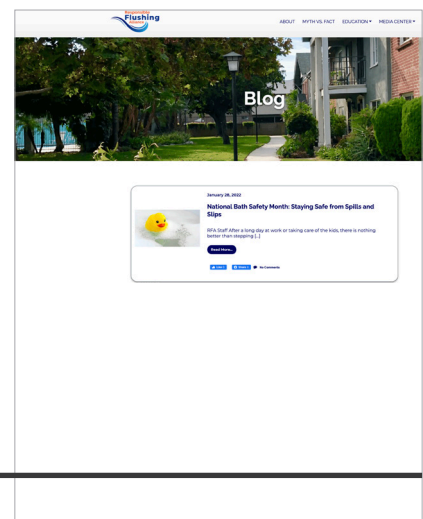 Responsible
Flushing
Alliance
ABOUT MYTH VS. FACT EDUCATION MEDIA CENTER
Blog
January 28, 2022
National Bath Safety Month: Staying Safe from Spills and
Slips
RFA Staff After a long day at work or taking care of the kids, there is nothing
better than stepping [...]
Read More...
No Comments